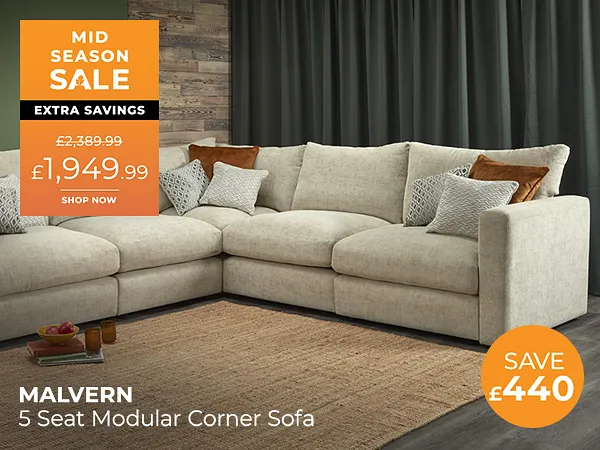 MID
SEASON
SALE
EXTRA SAVINGS
£2,389.99
£1,949.99
SHOP NOW
SAVE
£440
MALVERN
5 Seat Modular Corner Sofa